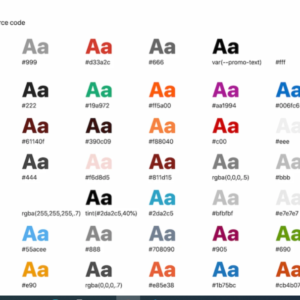 rce code
Aa Aa Aa Aa
#999 #d33a2c #666 var(--promo-text) #fff
Aa Aa Aa Aa Aa
#222 #19a972 #ff5a00 #aa1994 #006fc6
Aa Aa Aa Aa Aa
#61140f #390c09 #f88040 #c00 #eee
Aa Aa Aa Aa Aa
#444 #f6d8d5 #811d15 rgba(0,0,0,.5) #bbb
Aa Aa Aa Aa
rgba(255,255,255,.7) tint(#2da2c5,40%) #2da2c5 #bfbfbf #e7e7e7
Aa Aa Aa Aa Aa
#55acee #888 #708090 #905 #690
Aa Aa Aa Aa Aa
#e90 rgba(0,0,0,.7) #e85e38 #1b75bc #cb4b07